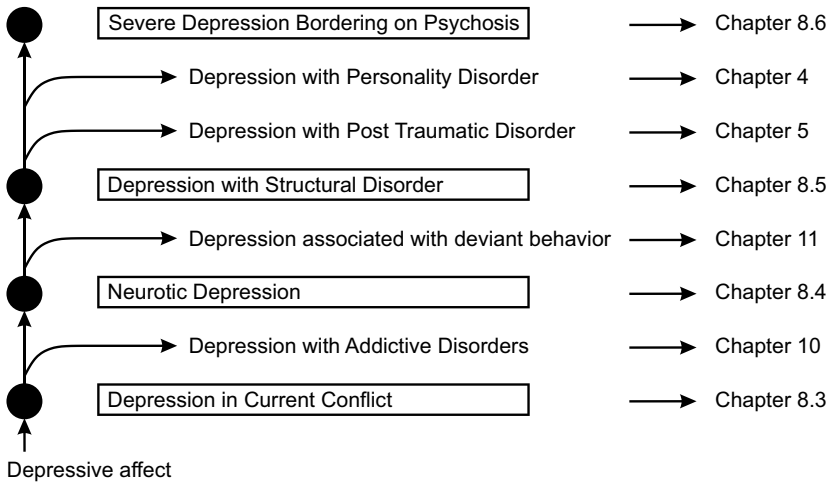 Severe Depression Bordering on Psychosis Chapter 8.6
Depression with Personality Disorder Chapter 4
Depression with Post Traumatic Disorder Chapter 5
Depression with Structural Disorder Chapter 8.5
Depression associated with deviant behavior Chapter 11
Neurotic Depression Chapter 8.4
Depression with Addictive Disorders Chapter 10
Depression in Current Conflict Chapter 8.3
Depressive affect